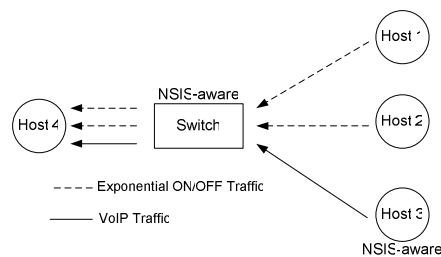 Host 1
NSIS-aware
Host 4
Switch
Host 2
Exponential ON/OFF Traffic
VoIP Traffic
Host 3
NSIS-aware